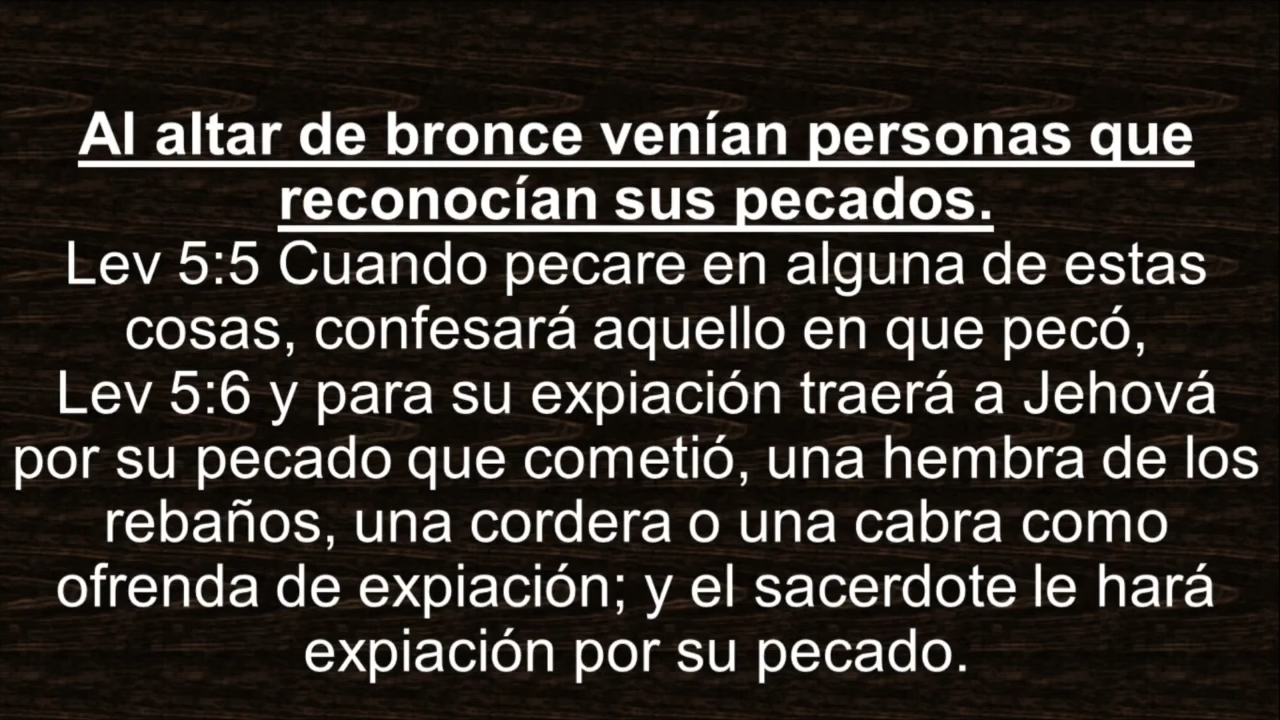 Al altar de bronce venían personas que
reconocían sus pecados.
Lev 5:5 Cuando pecare en alguna de estas
cosas, confesará aquello en que pecó,
Lev 5:6 y para su expiación traerá a Jehová
por su pecado que cometió, una hembra de los
rebaños, una cordera o una cabra como
ofrenda de expiación; y el sacerdote le hará
expiación por su pecado.